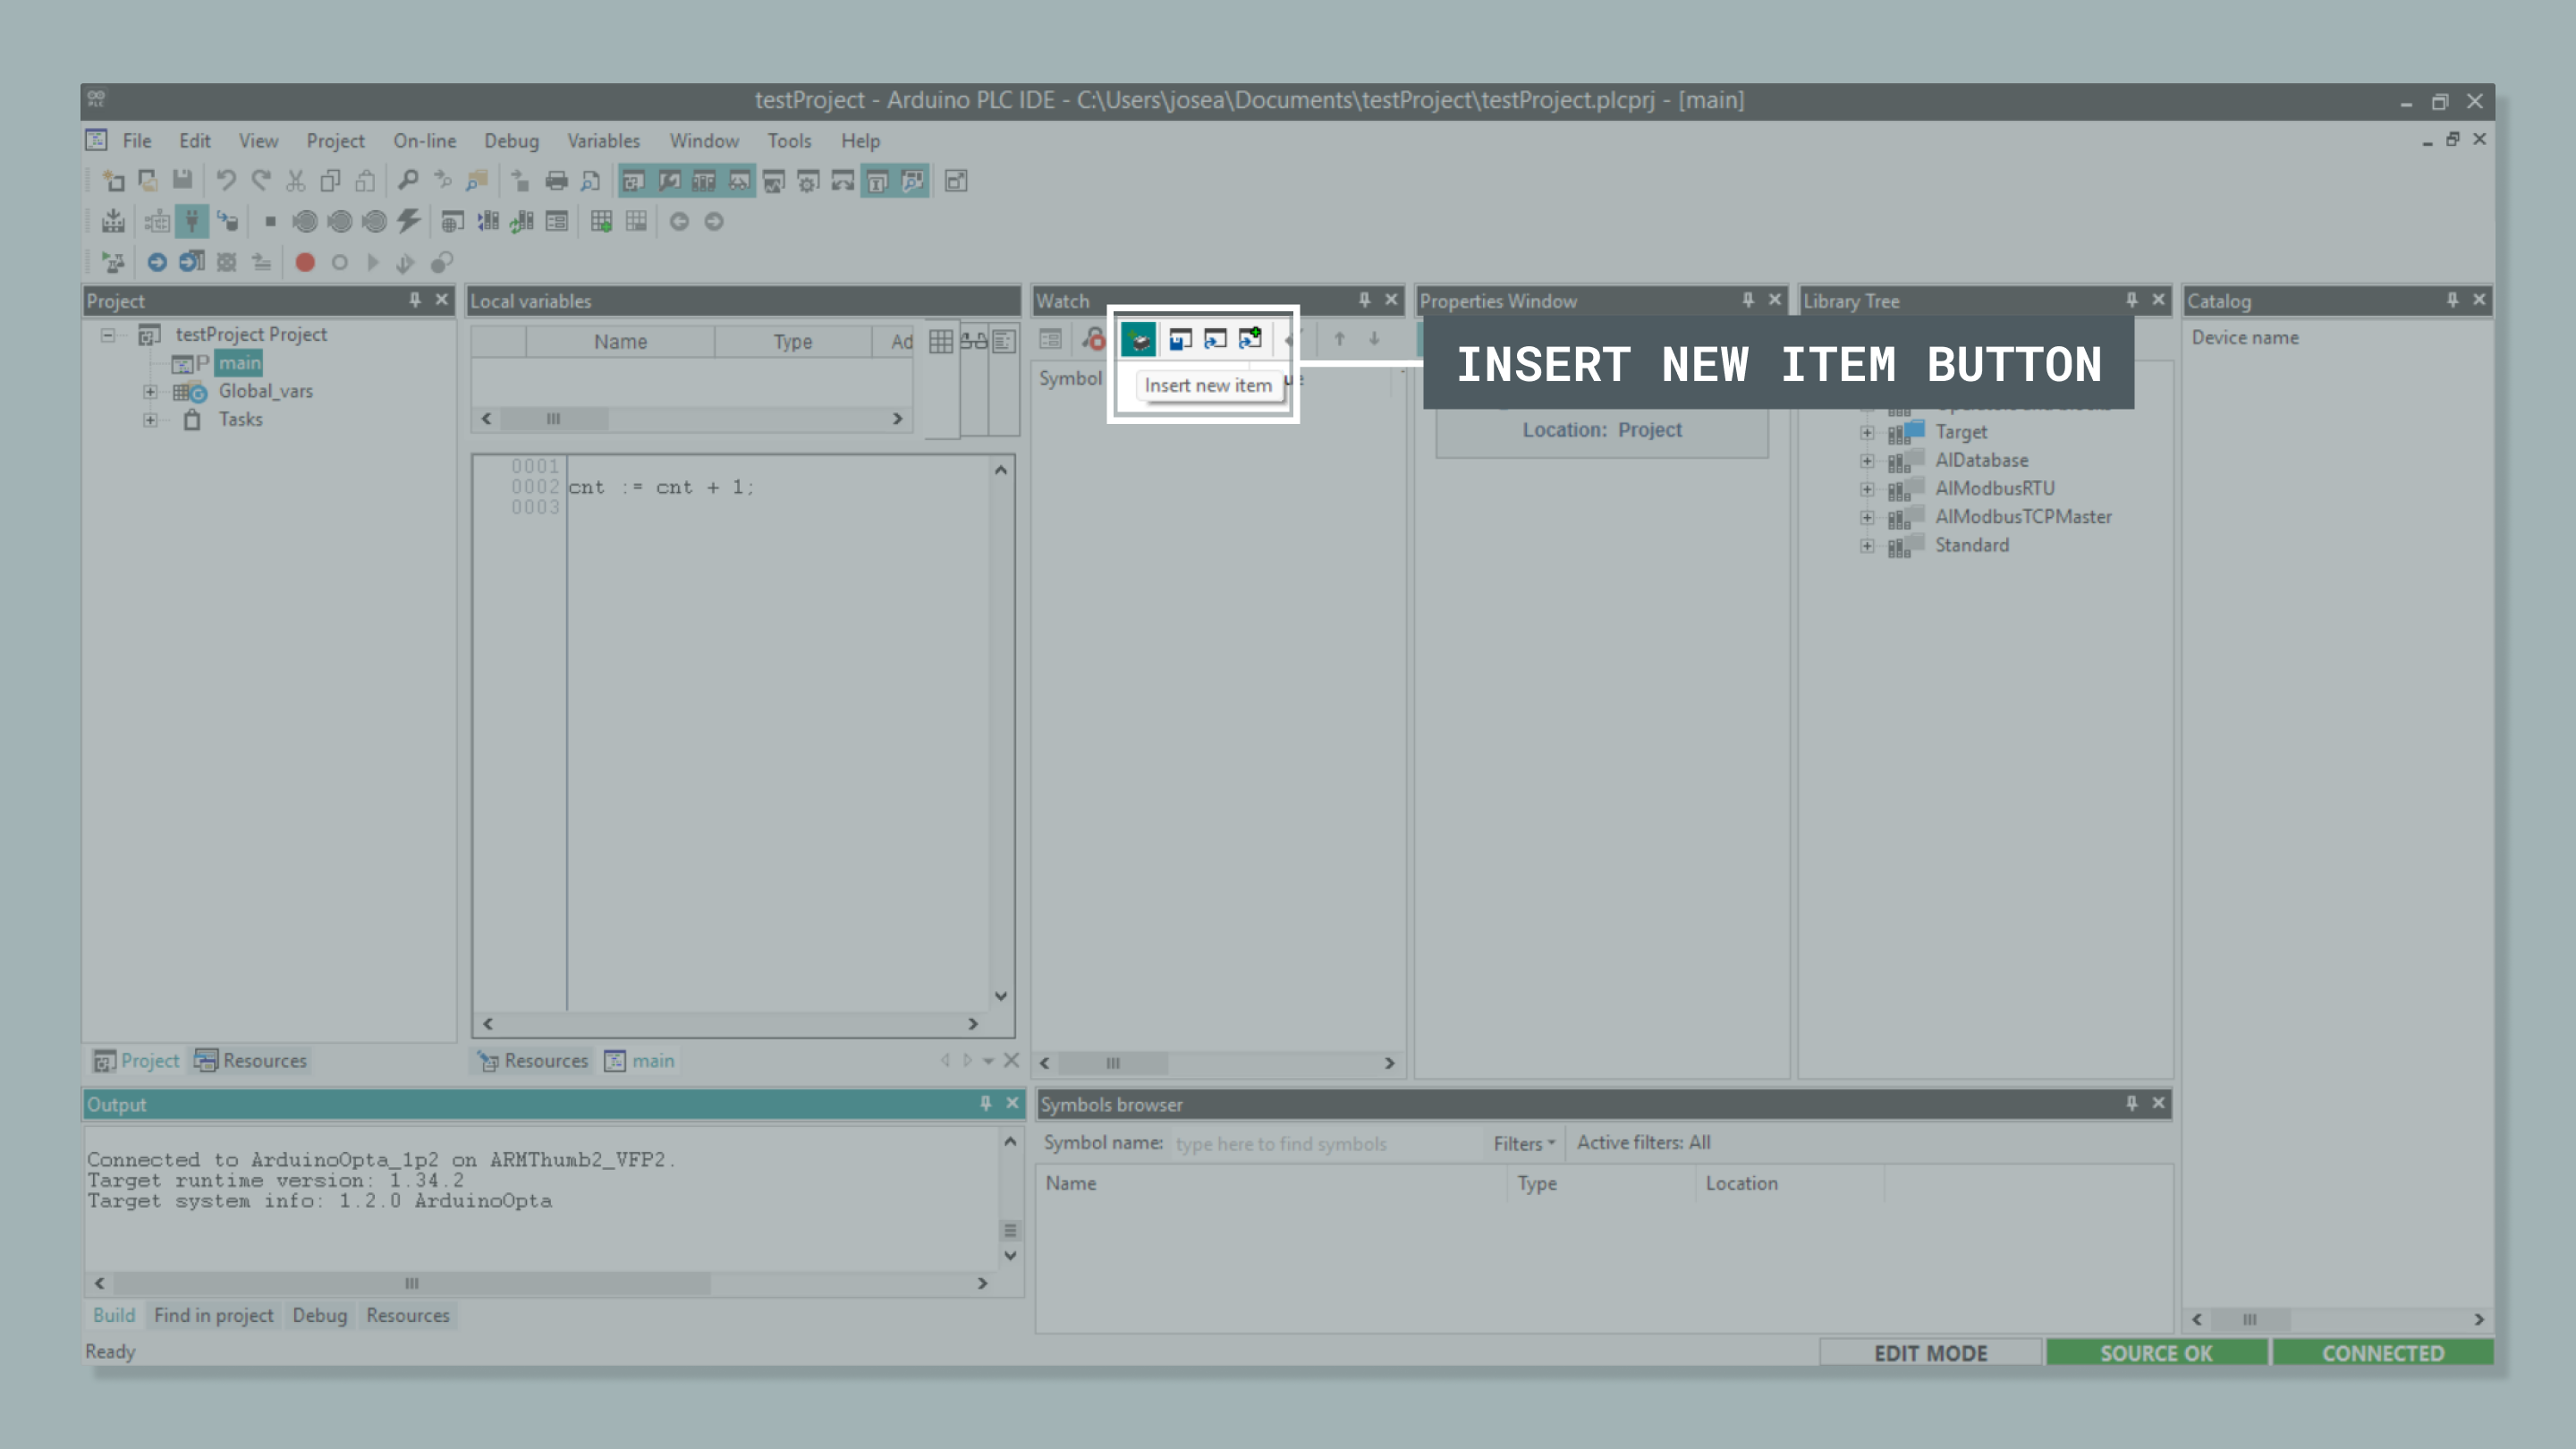 testProject - Arduino PLC IDE - C:\Users\josea\Documents\testProject\testProject.plcprj - [main]
File Edit View Project On-line Debug Variables Window Tools Help
Project
testProject Project
P main
Global_vars
Tasks
Project Resources
Local variables
Name Type Ad
0001
0002 cnt := cnt + 1;
0003
Resources main
Watch
Symbol
Insert new item
INSERT NEW ITEM BUTTON
Properties Window
Location: Project
Library Tree
Target
AIDatabase
AIModbusRTU
AIModbusTCPMaster
Standard
Catalog
Device name
Output
Connected to ArduinoOpta_1p2 on ARMThumb2_VFP2.
Target runtime version: 1.34.2
Target system info: 1.2.0 ArduinoOpta
Build Find in project Debug Resources
Symbols browser
Symbol name: type here to find symbols Filters Active filters: All
Name Type Location
Ready
EDIT MODE SOURCE OK CONNECTED